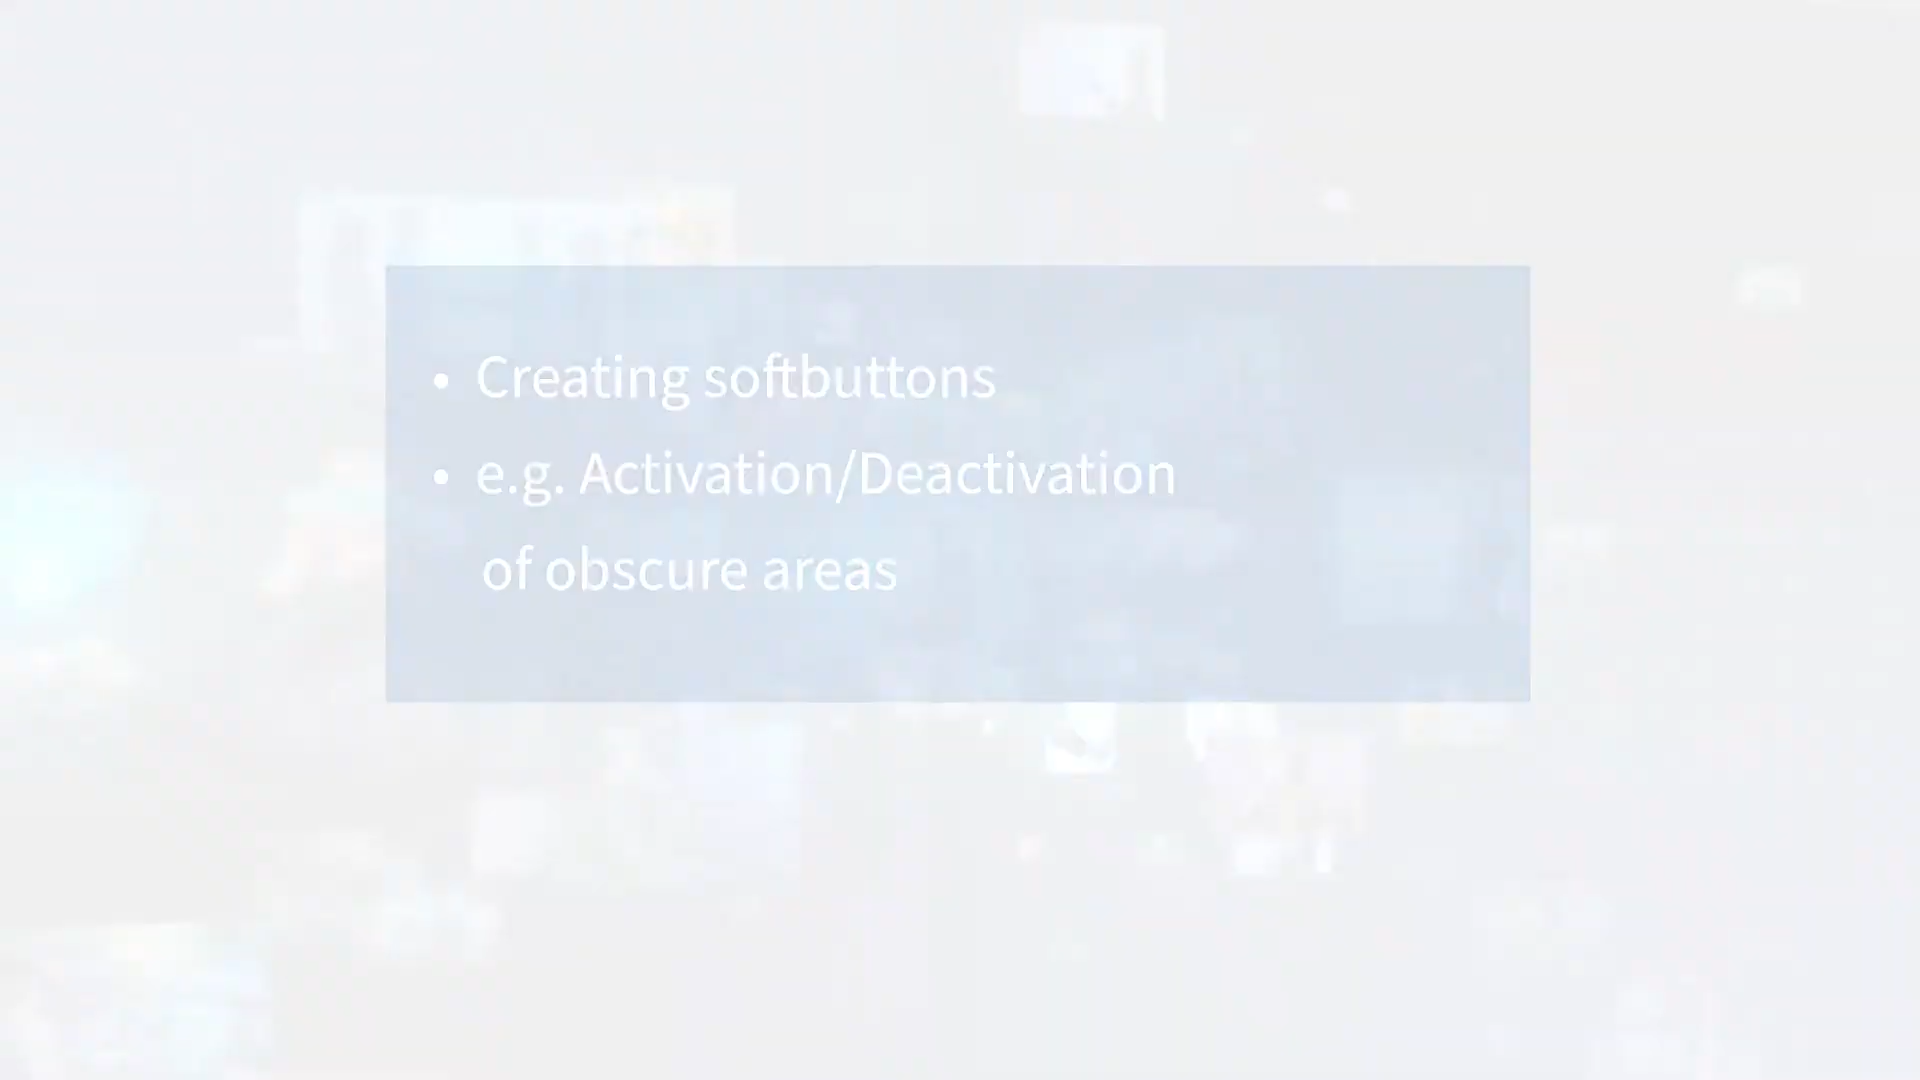 • Creating softbuttons
• e.g. Activation/Deactivation
of obscure areas